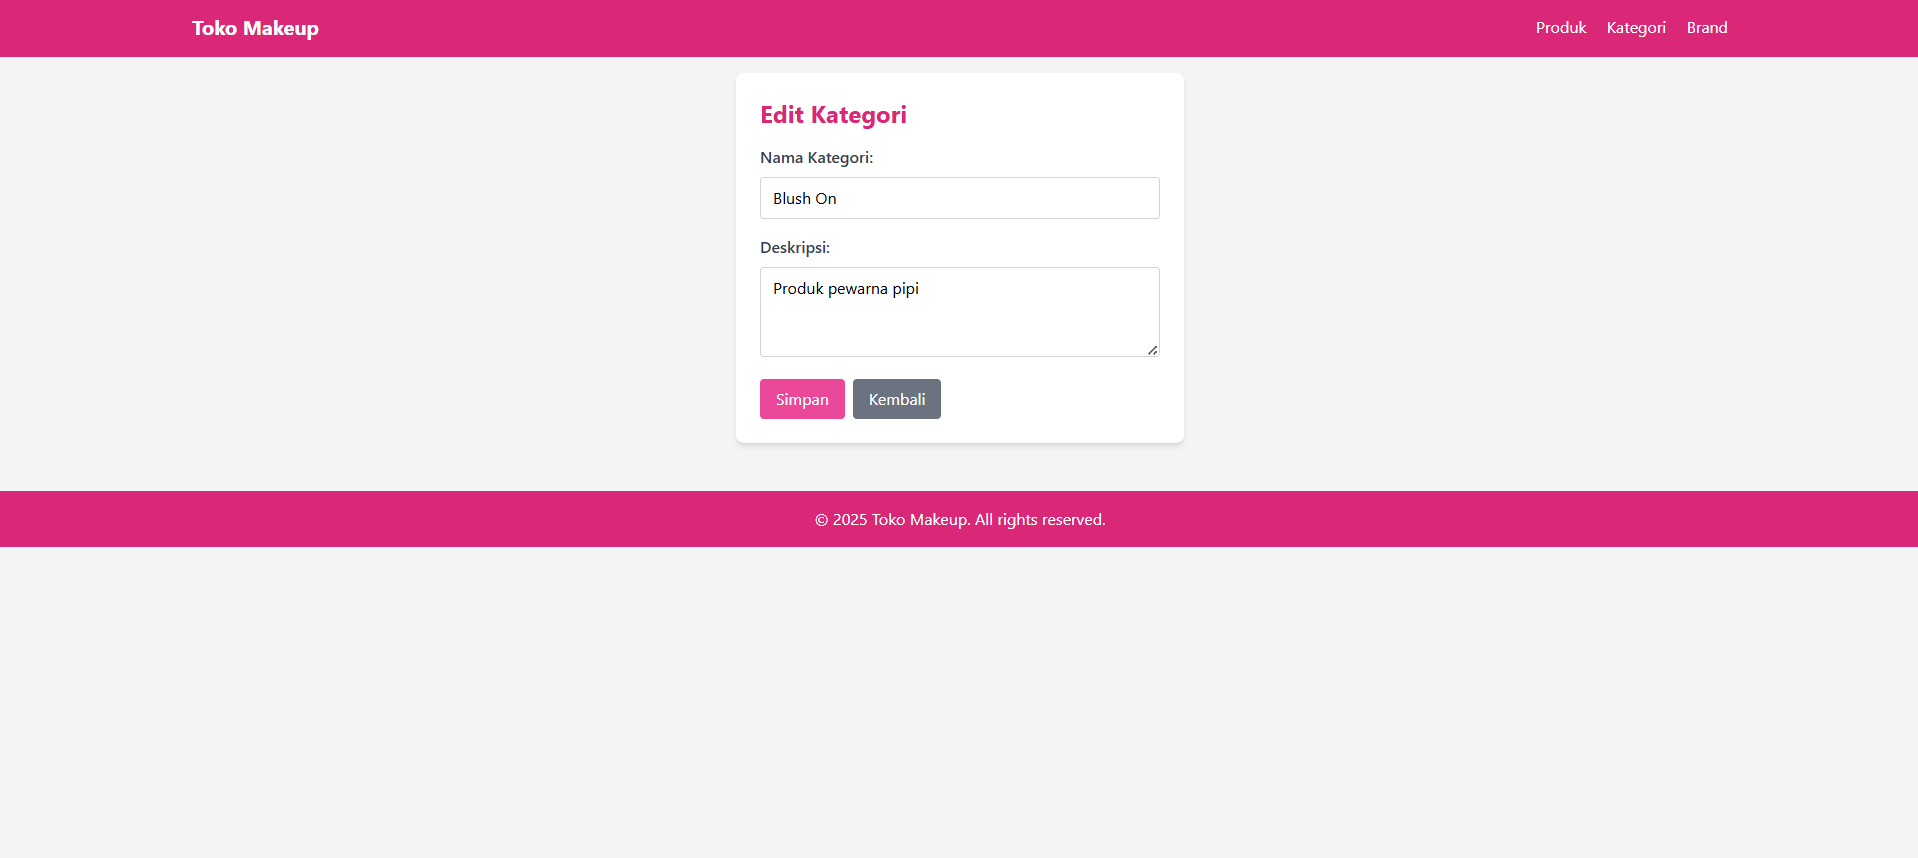 Toko Makeup
Produk Kategori Brand
Edit Kategori
Nama Kategori:
Blush On
Deskripsi:
Produk pewarna pipi
Simpan Kembali
© 2025 Toko Makeup. All rights reserved.